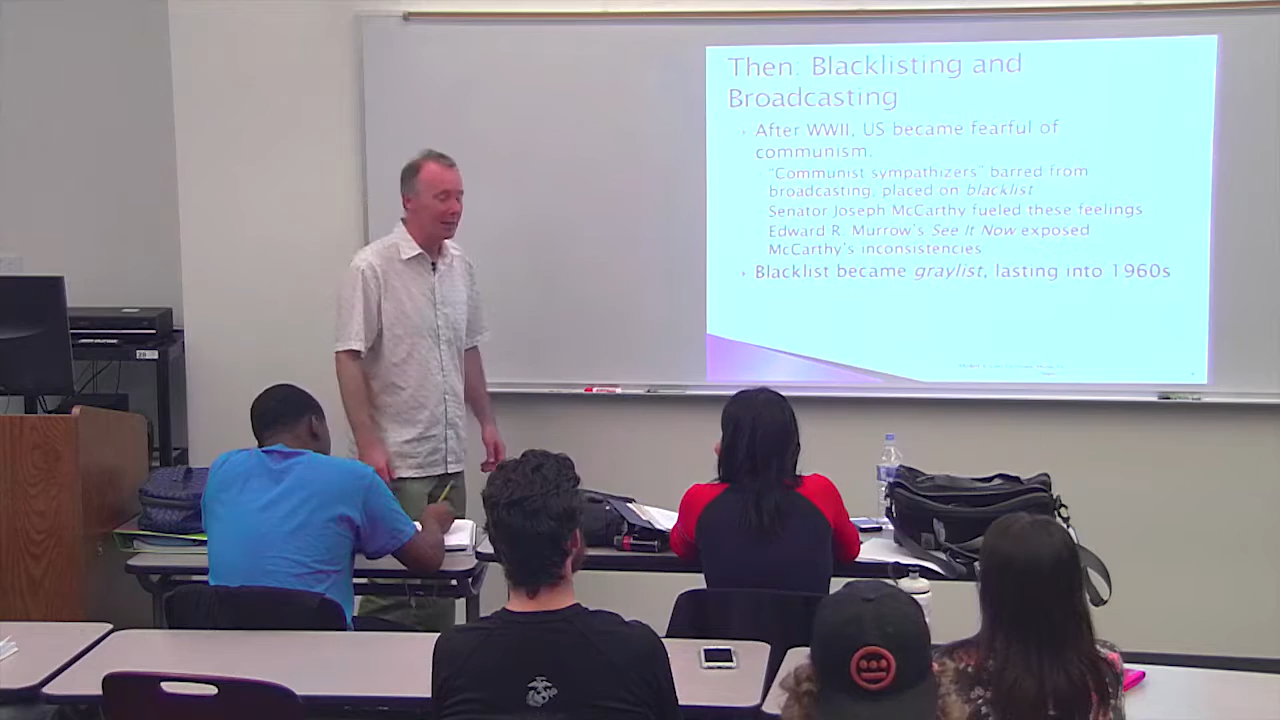 Then: Blacklisting and
Broadcasting
After WWII, US became fearful of
communism.
"Communist sympathizers" barred from
broadcasting, placed on blacklist
Senator Joseph McCarthy fueled these feelings
Edward R. Murrow's See It Now exposed
McCarthy's inconsistencies
Blacklist became graylist, lasting into 1960s